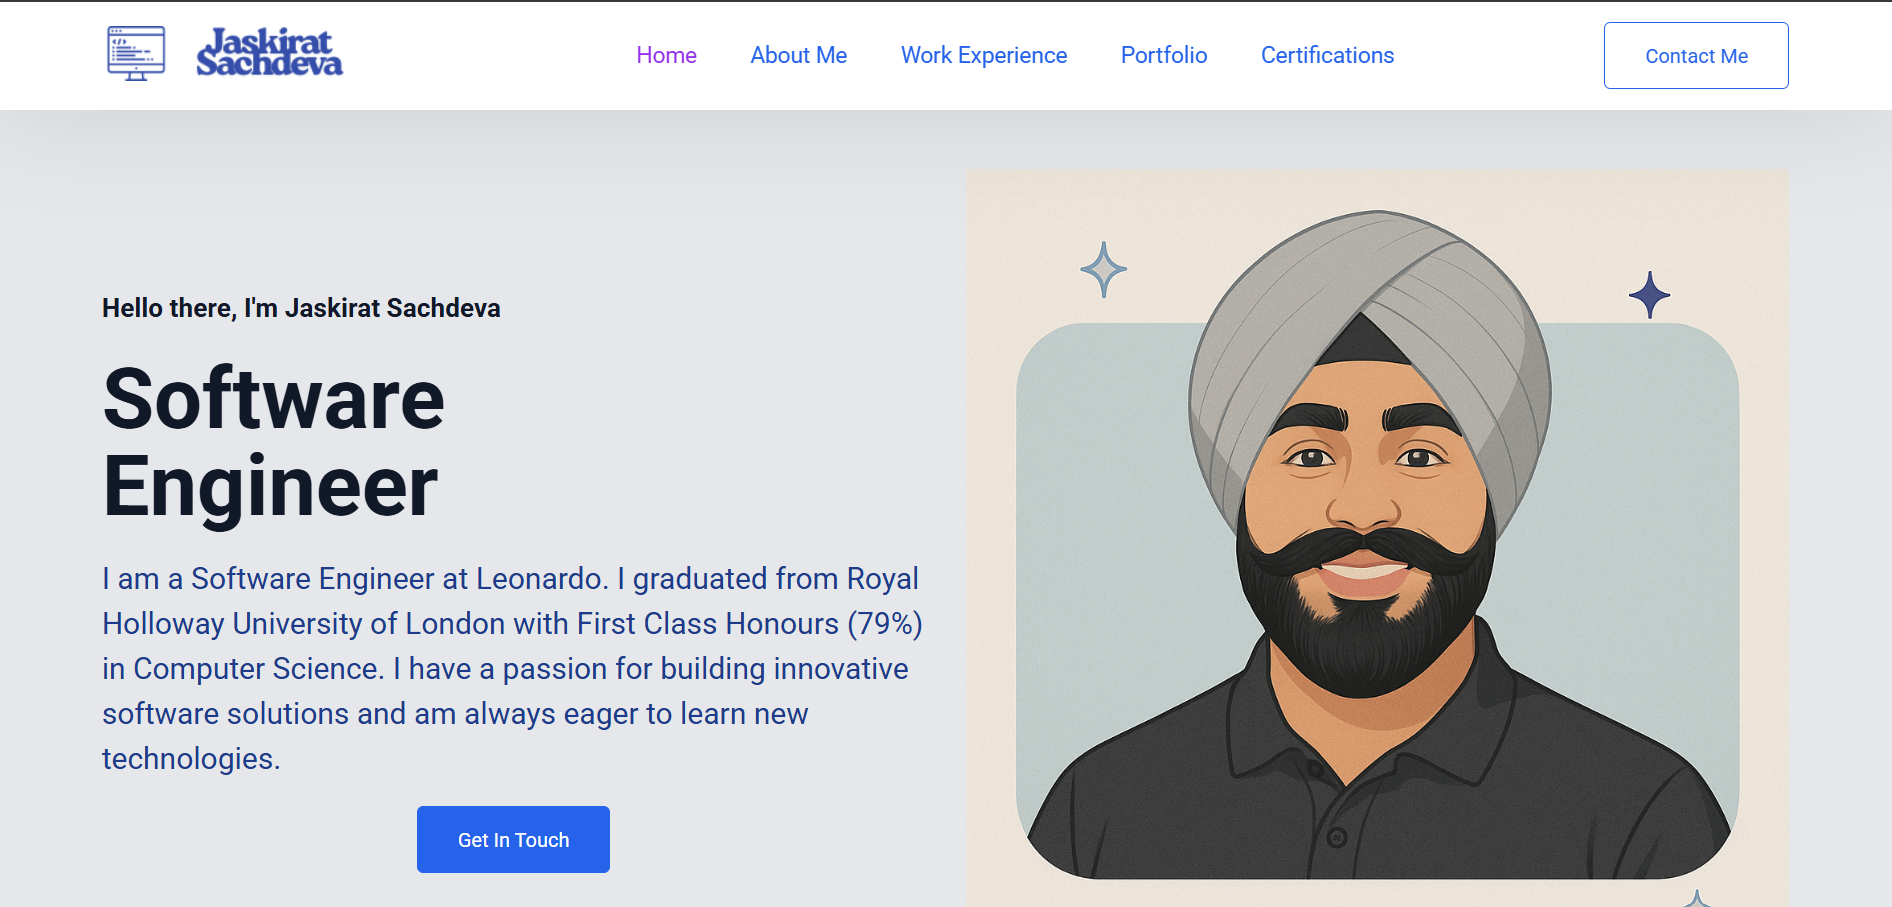 Jaskirat
Sachdeva
Home
About Me
Work Experience
Portfolio
Certifications
Contact Me
Hello there, I'm Jaskirat Sachdeva
Software
Engineer
I am a Software Engineer at Leonardo. I graduated from Royal
Holloway University of London with First Class Honours (79%)
in Computer Science. I have a passion for building innovative
software solutions and am always eager to learn new
technologies.
Get In Touch